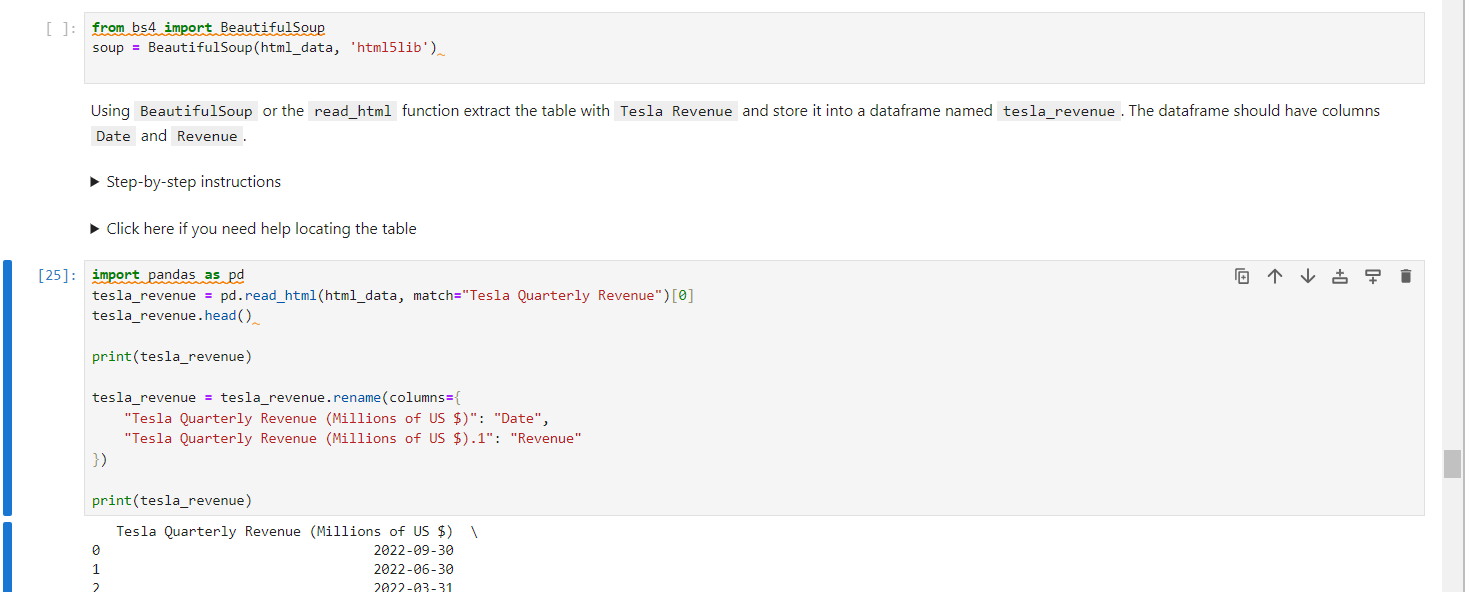 [ ]: from bs4 import BeautifulSoup
soup = BeautifulSoup(html_data, 'html5lib')
Using BeautifulSoup or the read_html function extract the table with Tesla Revenue and store it into a dataframe named tesla_revenue. The dataframe should have columns
Date and Revenue.
Step-by-step instructions
Click here if you need help locating the table
[25]: import pandas as pd
tesla_revenue = pd.read_html(html_data, match="Tesla Quarterly Revenue")[0]
tesla_revenue.head()
print(tesla_revenue)
tesla_revenue = tesla_revenue.rename(columns={
"Tesla Quarterly Revenue (Millions of US $)": "Date",
"Tesla Quarterly Revenue (Millions of US $).1": "Revenue"
})
print(tesla_revenue)
Tesla Quarterly Revenue (Millions of US $) \
0 2022-09-30
1 2022-06-30
2 2022-03-31